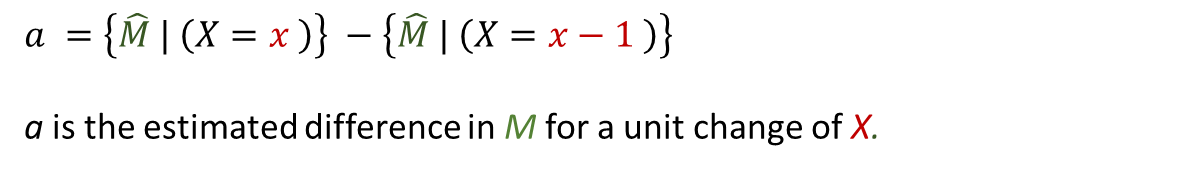 a = {M̂ | (X = x )} − {M̂ | (X = x − 1 )}
a is the estimated difference in M for a unit change of X.